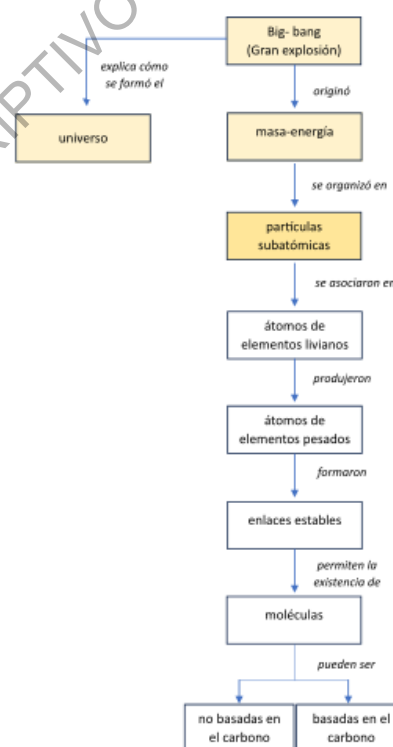 Big- bang
(Gran explosión)
explica cómo
se formó el
originó
universo
masa-energía
se organizó en
partículas
subatómicas
se asociaron en
átomos de
elementos livianos
produjeron
átomos de
elementos pesados
formaron
enlaces estables
permiten la
existencia de
moléculas
pueden ser
no basadas en
el carbono
basadas en el
carbono